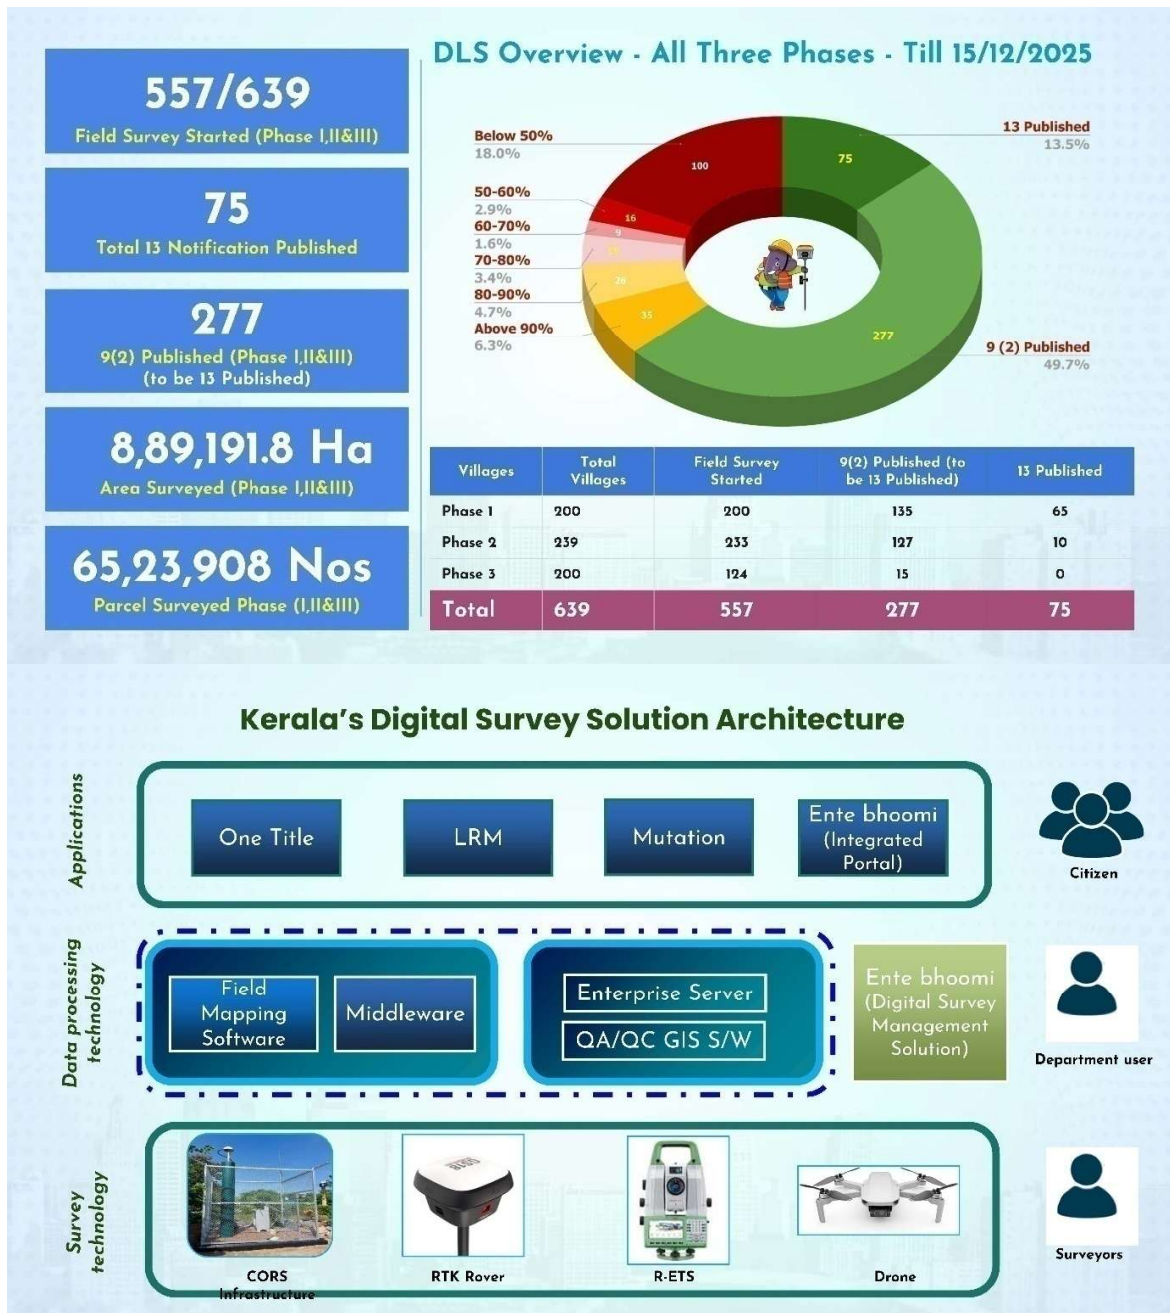 557/639
Field Survey Started (Phase I,II&III)
75
Total 13 Notification Published
277
9(2) Published (Phase I,II&III)
(to be 13 Published)
8,89,191.8 Ha
Area Surveyed (Phase I,II&III)
65,23,908 Nos
Parcel Surveyed Phase (I,II&III)
DLS Overview - All Three Phases - Till 15/12/2025
Below 50%
18.0%
50-60%
2.9%
60-70%
1.6%
70-80%
3.4%
80-90%
4.7%
Above 90%
6.3%
13 Published
13.5%
9 (2) Published
49.7%
100
75
16
9
26
35
277
Villages Total Villages Field Survey Started 9(2) Published (to be 13 Published) 13 Published
Phase 1 200 200 135 65
Phase 2 239 233 127 10
Phase 3 200 124 15 0
Total 639 557 277 75
Kerala's Digital Survey Solution Architecture
Applications
One Title
LRM
Mutation
Ente bhoomi
(Integrated
Portal)
Citizen
Data processing
technology
Field
Mapping
Software
Middleware
Enterprise Server
QA/QC GIS S/W
Ente bhoomi
(Digital Survey
Management
Solution)
Department user
Survey
technology
CORS
Infrastructure
RTK Rover
R-ETS
Drone
Surveyors